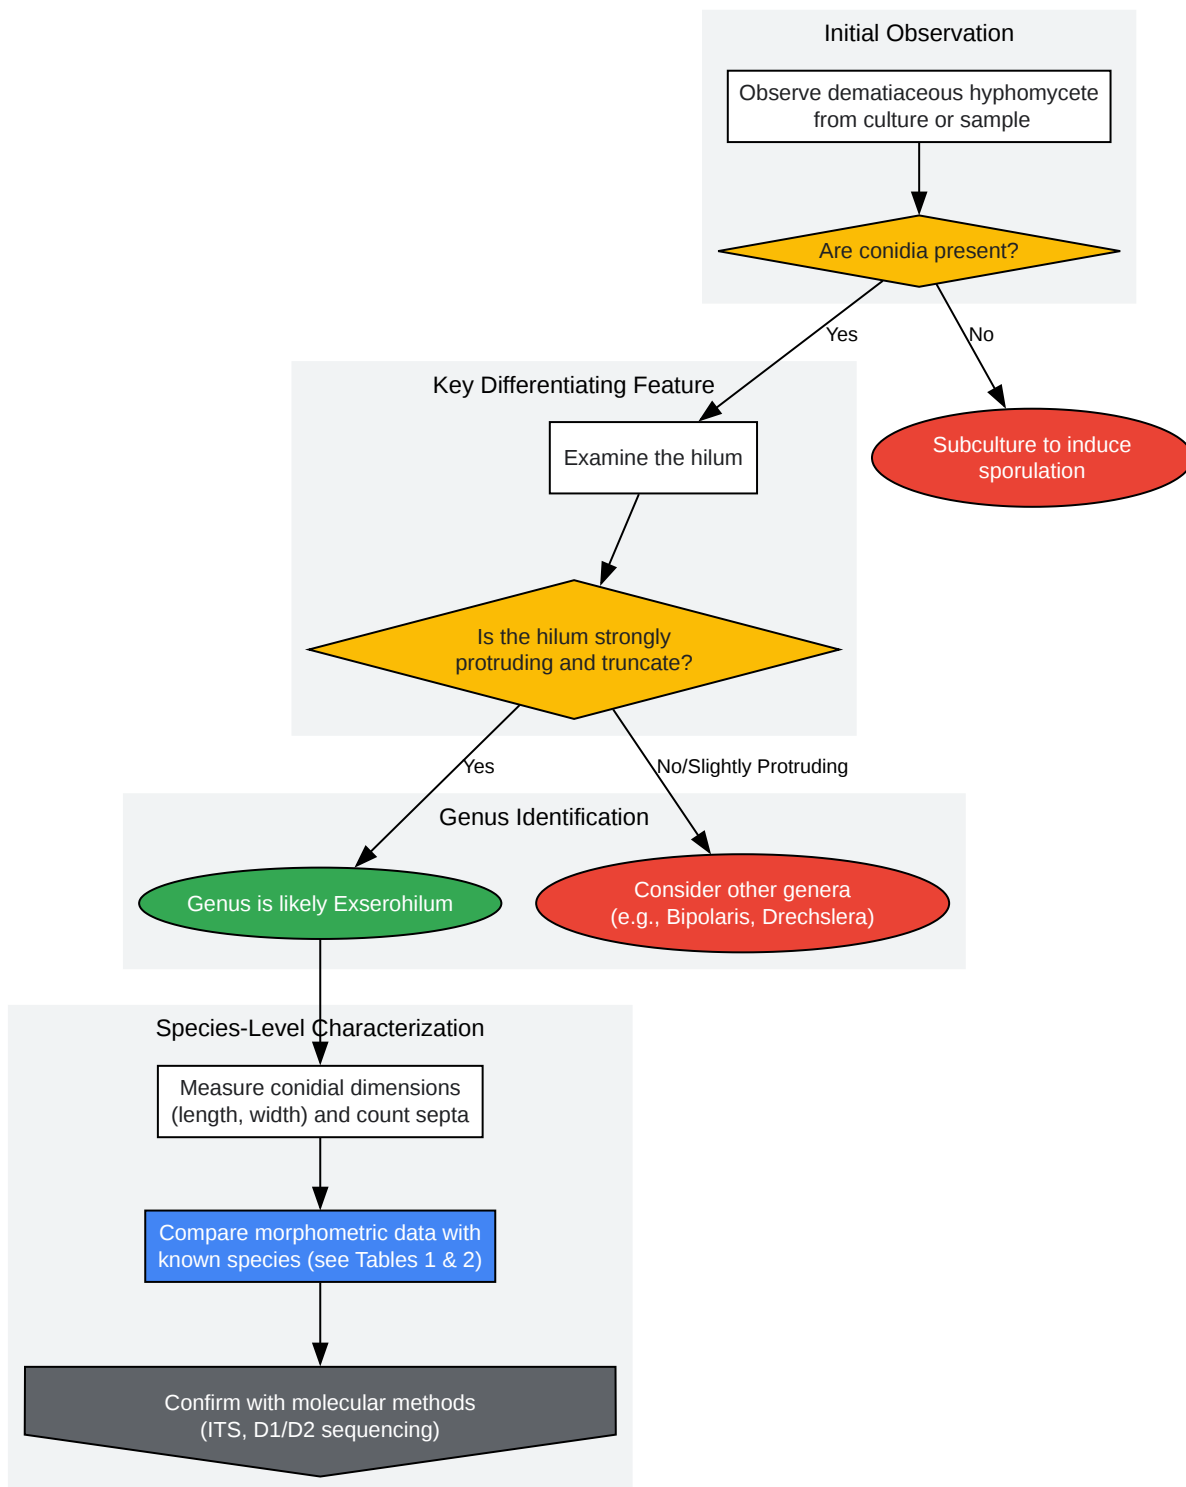 Initial Observation
Observe dematiaceous hyphomycete
from culture or sample
Are conidia present?
Yes
No
Key Differentiating Feature
Examine the hilum
Subculture to induce
sporulation
Is the hilum strongly
protruding and truncate?
Yes
No/Slightly Protruding
Genus Identification
Genus is likely Exserohilum
Consider other genera
(e.g., Bipolaris, Drechslera)
Species-Level Characterization
Measure conidial dimensions
(length, width) and count septa
Compare morphometric data with
known species (see Tables 1 & 2)
Confirm with molecular methods
(ITS, D1/D2 sequencing)